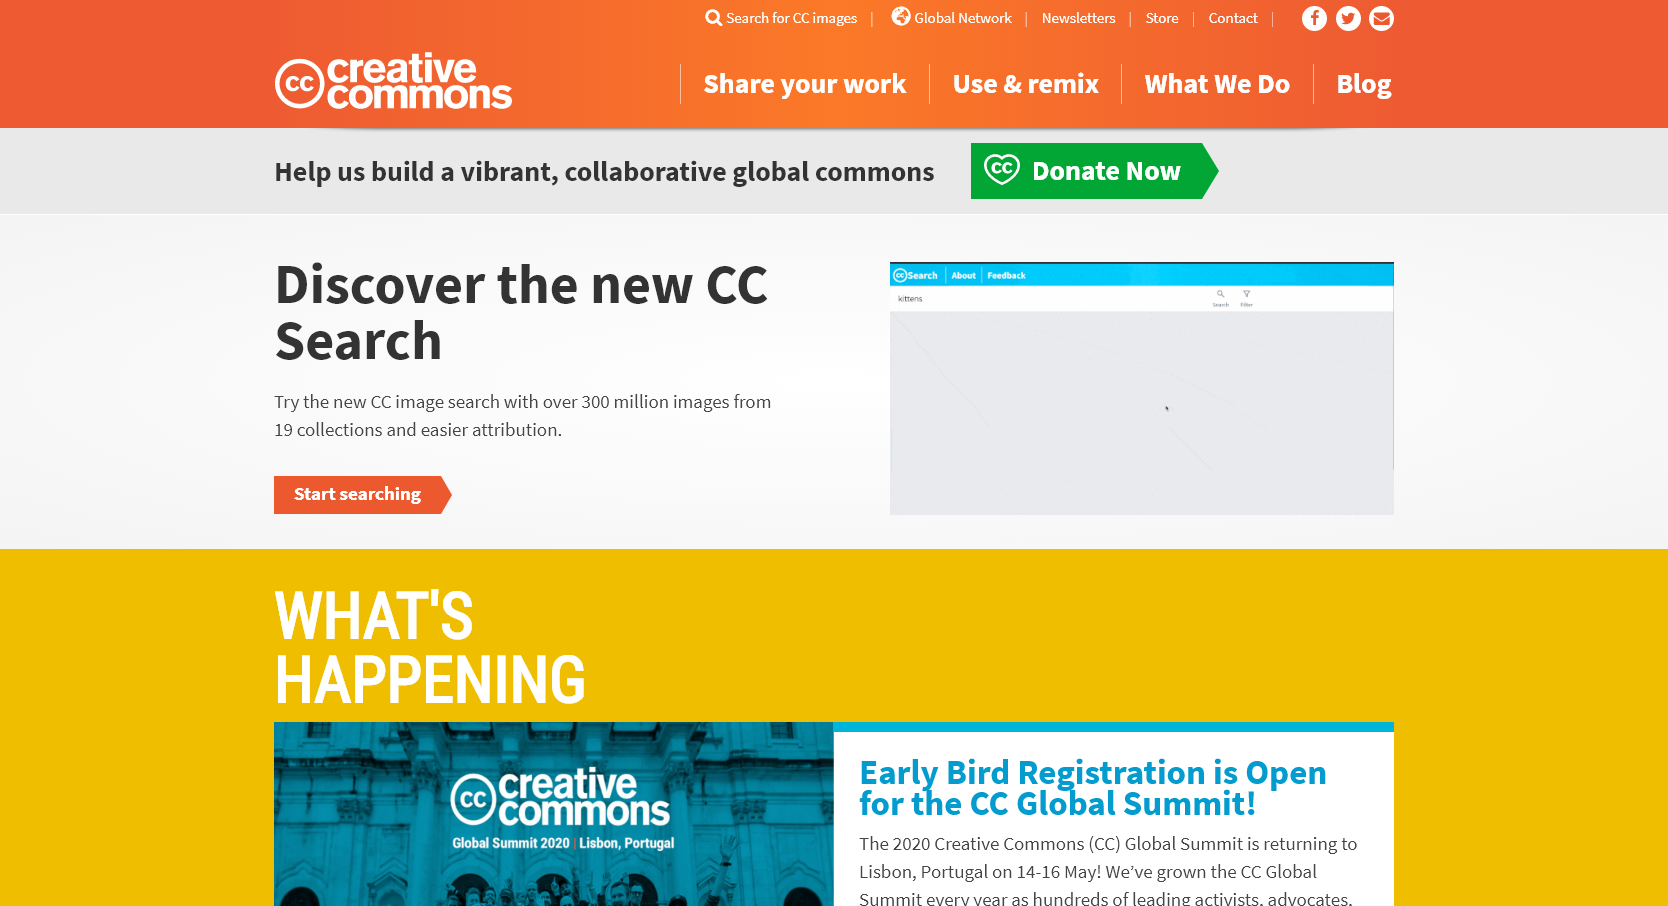 Search for CC images | Global Network | Newsletters | Store | Contact |
cc creative commons
Share your work
Use & remix
What We Do
Blog
Help us build a vibrant, collaborative global commons
CC Donate Now
Discover the new CC
Search
Try the new CC image search with over 300 million images from
19 collections and easier attribution.
Start searching
cc Search About Feedback
kittens
Search Filter
WHAT'S
HAPPENING
cc creative commons
Global Summit 2020 | Lisbon, Portugal
Early Bird Registration is Open
for the CC Global Summit!
The 2020 Creative Commons (CC) Global Summit is returning to
Lisbon, Portugal on 14-16 May! We’ve grown the CC Global
Summit every year as hundreds of leading activists, advocates,